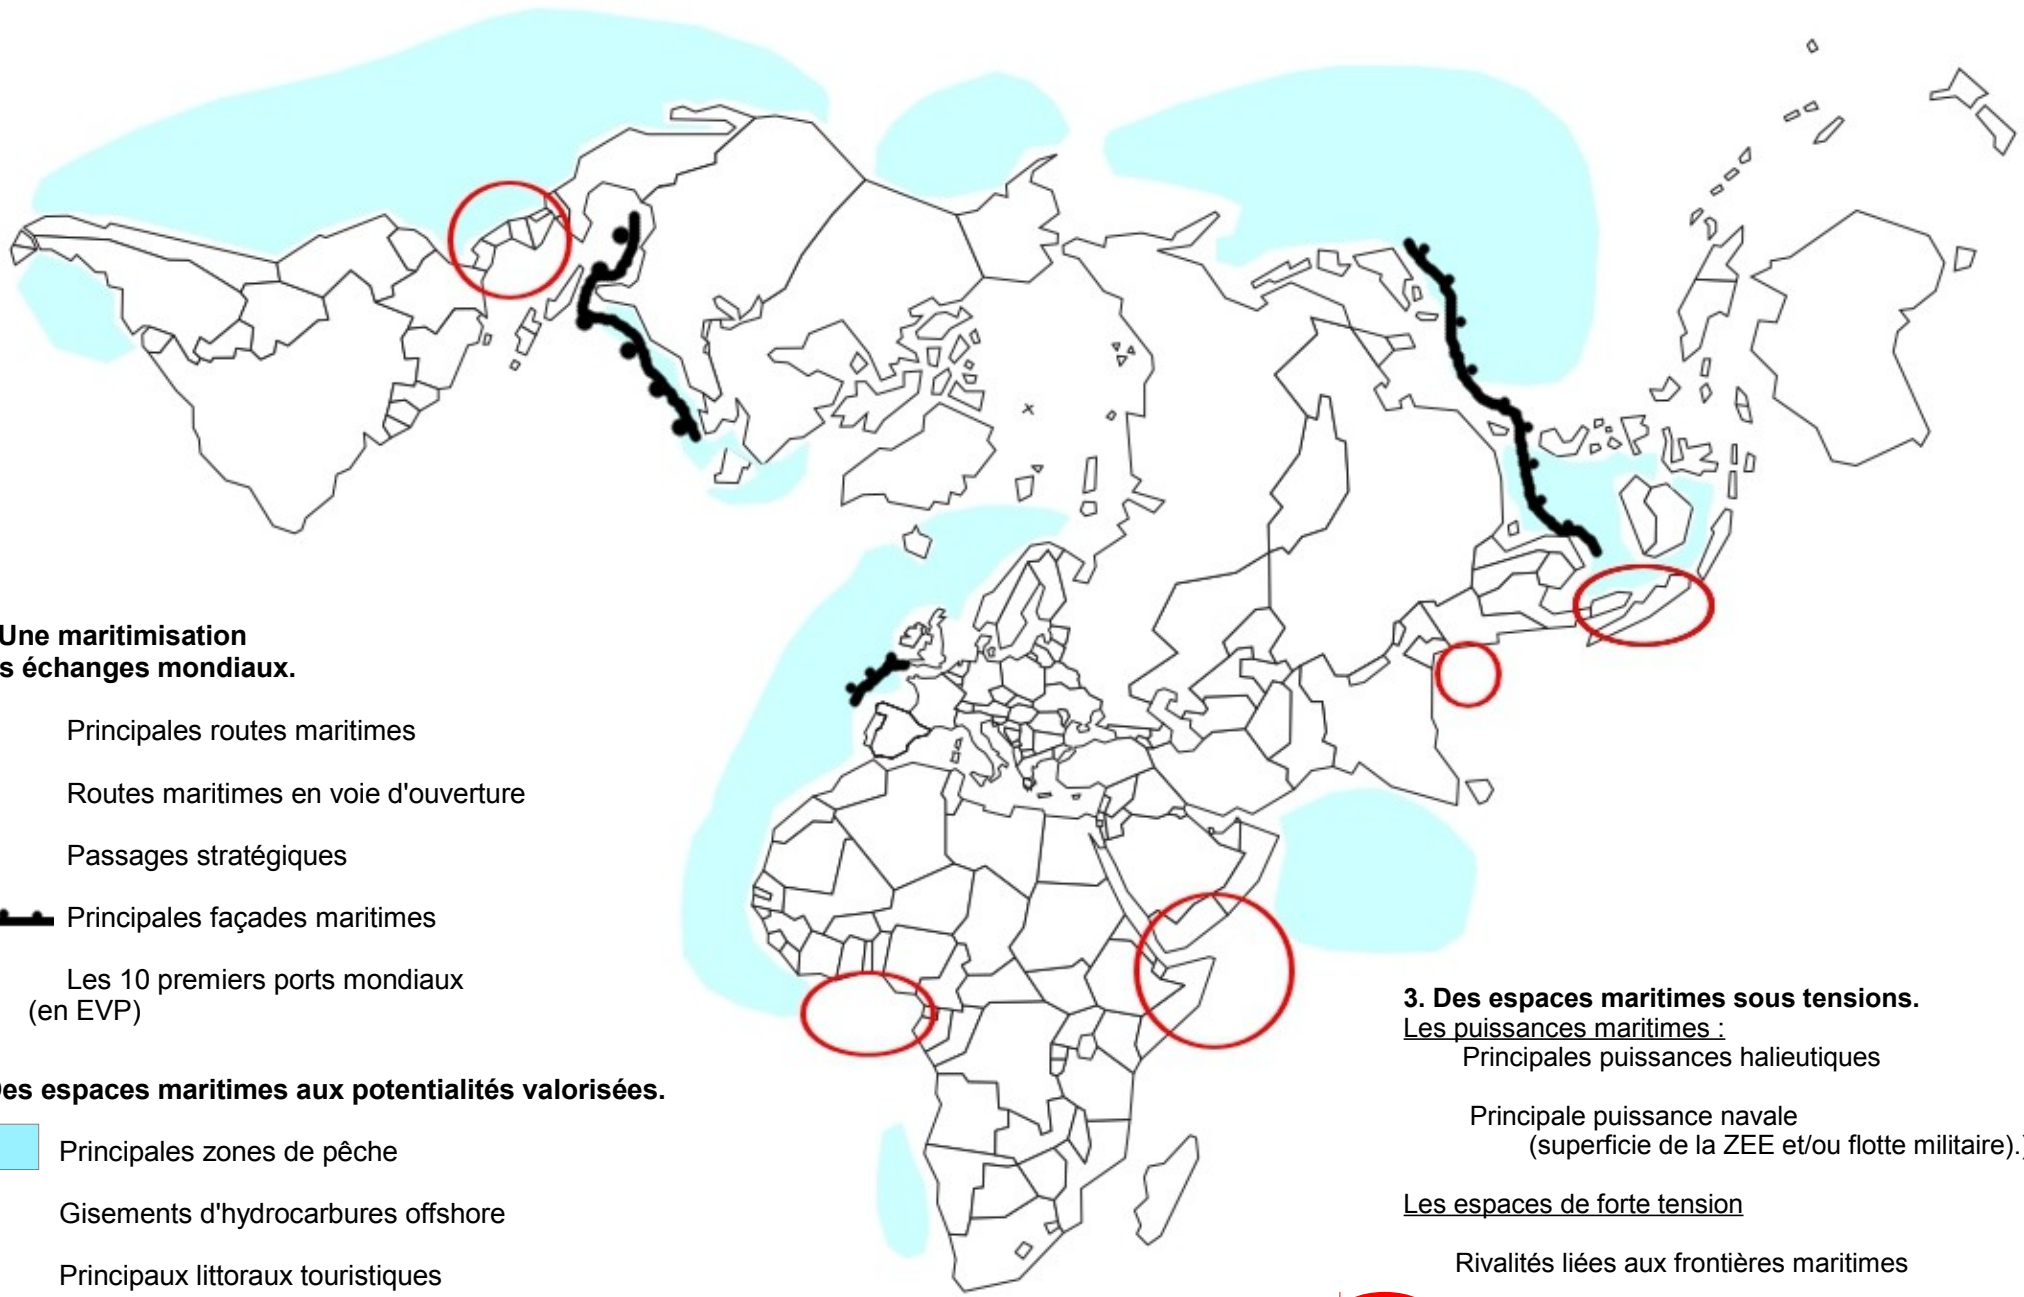 Une maritimisation
s échanges mondiaux.
Principales routes maritimes
Routes maritimes en voie d'ouverture
Passages stratégiques
Principales façades maritimes
Les 10 premiers ports mondiaux
(en EVP)
es espaces maritimes aux potentialités valorisées.
Principales zones de pêche
Gisements d'hydrocarbures offshore
Principaux littoraux touristiques
3. Des espaces maritimes sous tensions.
Les puissances maritimes :
Principales puissances halieutiques
Principale puissance navale
(superficie de la ZEE et/ou flotte militaire).)
Les espaces de forte tension
Rivalités liées aux frontières maritimes